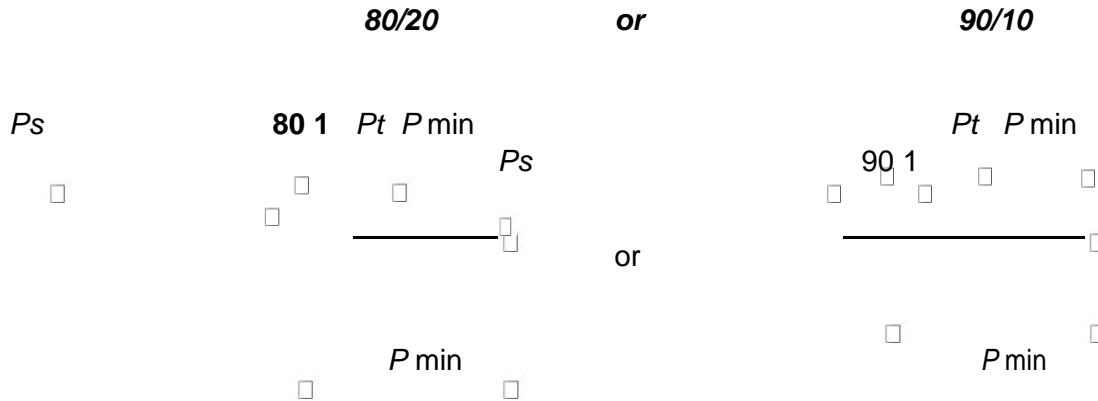 80/20 or 90/10
Ps 80 1 Pt P min Pt P min
Ps 90 1
or
P min P min